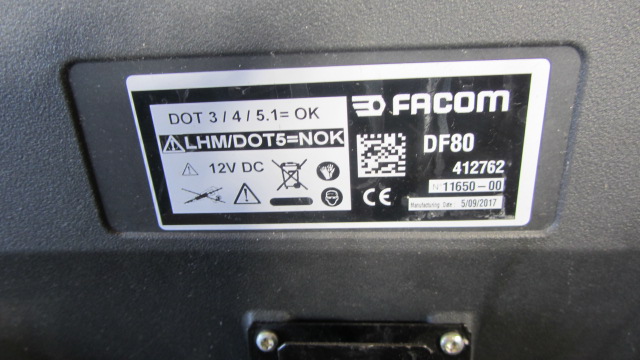 DOT 3 / 4 / 5.1= OK
LHM/DOT5=NOK
12V DC
FACOM
DF80
412762
N° 11650-00
CE
Manufacturing Date 5/09/2017